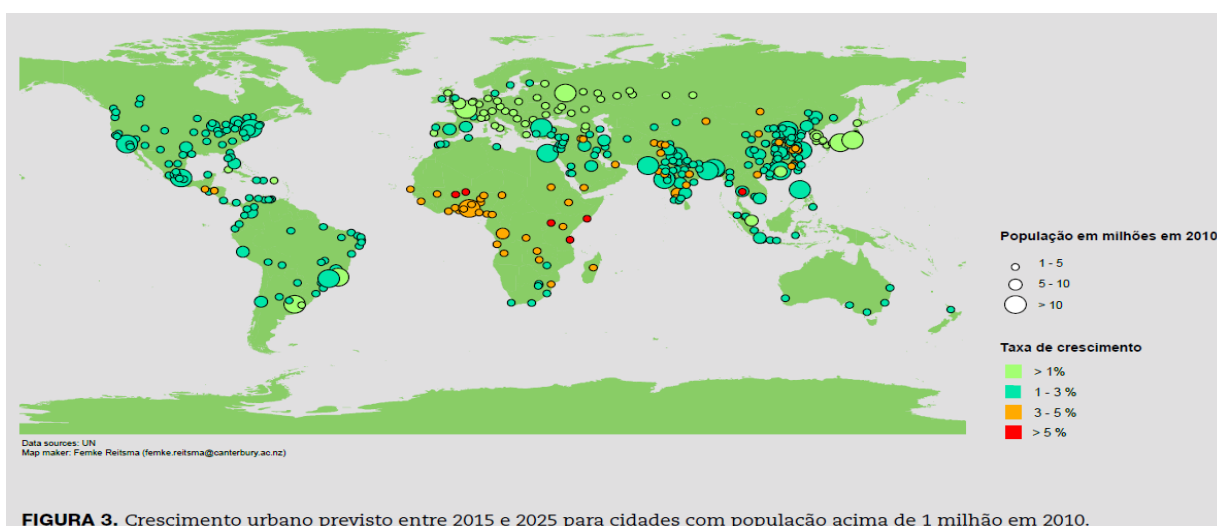 População em milhões em 2010
1 - 5
5 - 10
> 10
Taxa de crescimento
> 1%
1 - 3 %
3 - 5 %
> 5 %
Data sources: UN
Map maker: Femke Reitsma (femke.reitsma@canterbury.ac.nz)
FIGURA 3. Crescimento urbano previsto entre 2015 e 2025 para cidades com população acima de 1 milhão em 2010.